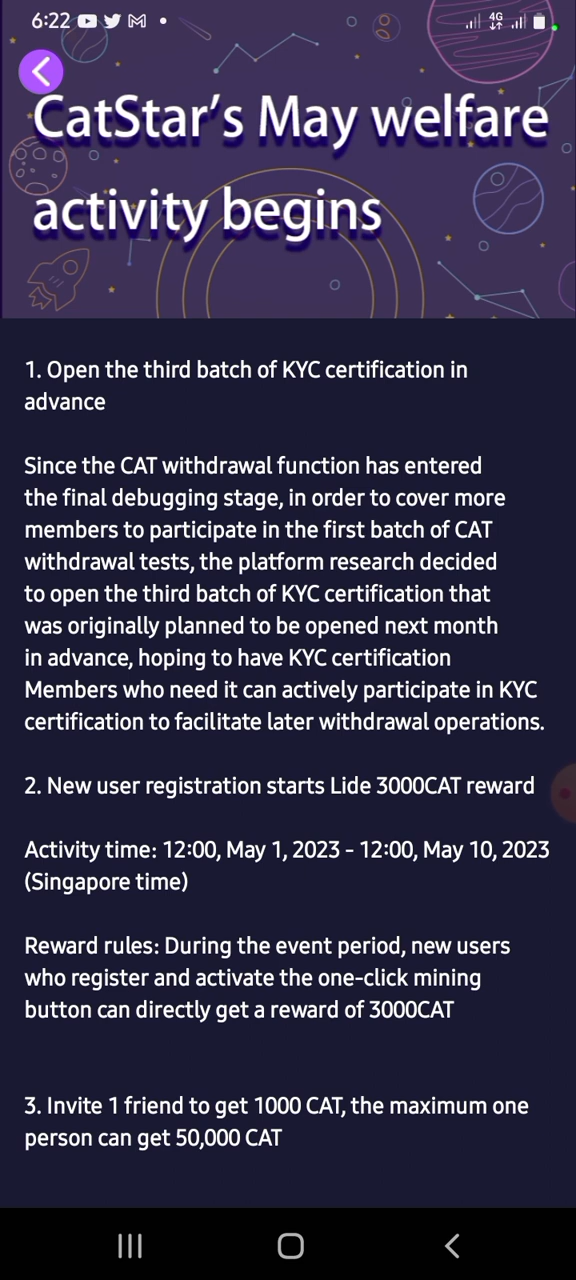 6:22
4G
CatStar's May welfare
activity begins
1. Open the third batch of KYC certification in
advance
Since the CAT withdrawal function has entered
the final debugging stage, in order to cover more
members to participate in the first batch of CAT
withdrawal tests, the platform research decided
to open the third batch of KYC certification that
was originally planned to be opened next month
in advance, hoping to have KYC certification
Members who need it can actively participate in KYC
certification to facilitate later withdrawal operations.
2. New user registration starts Lide 3000CAT reward
Activity time: 12:00, May 1, 2023 - 12:00, May 10, 2023
(Singapore time)
Reward rules: During the event period, new users
who register and activate the one-click mining
button can directly get a reward of 3000CAT
3. Invite 1 friend to get 1000 CAT, the maximum one
person can get 50,000 CAT